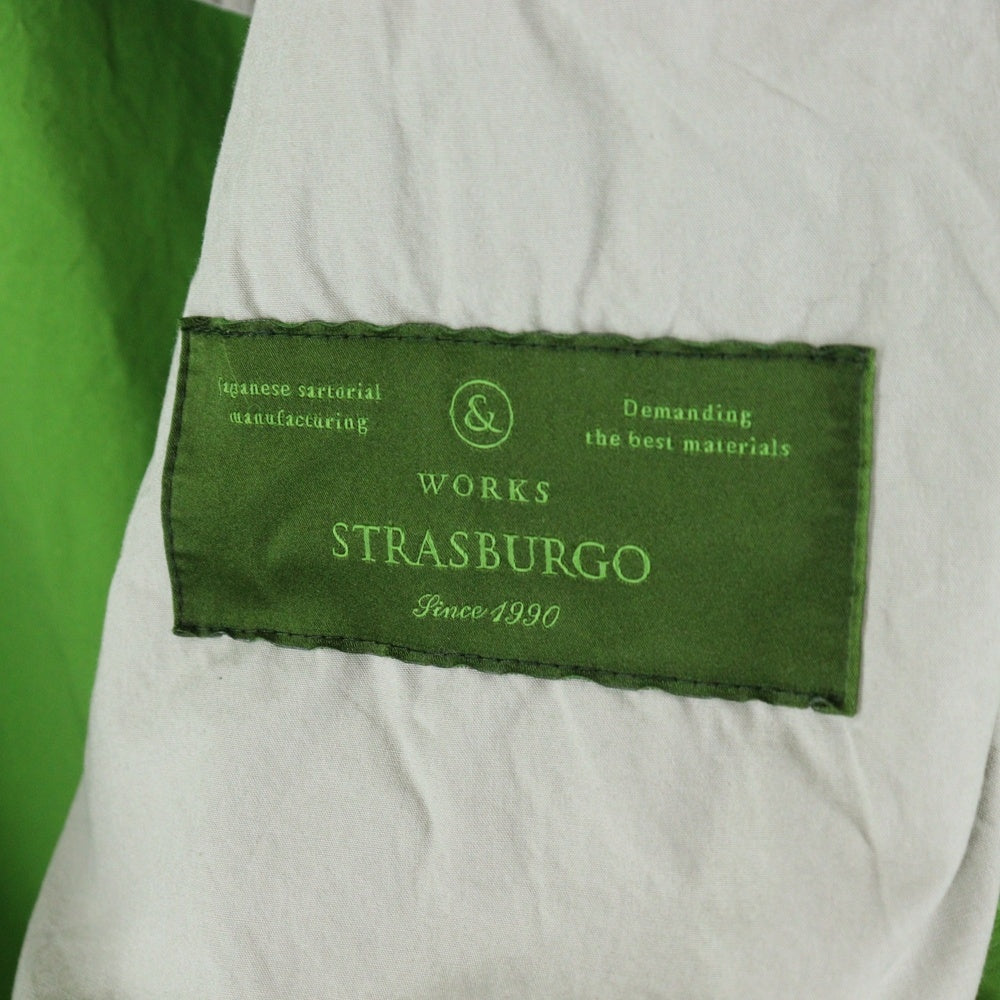 Japanese sartorial
manufacturing
&
Demanding
the best materials
WORKS
STRASBURGO
Since 1990